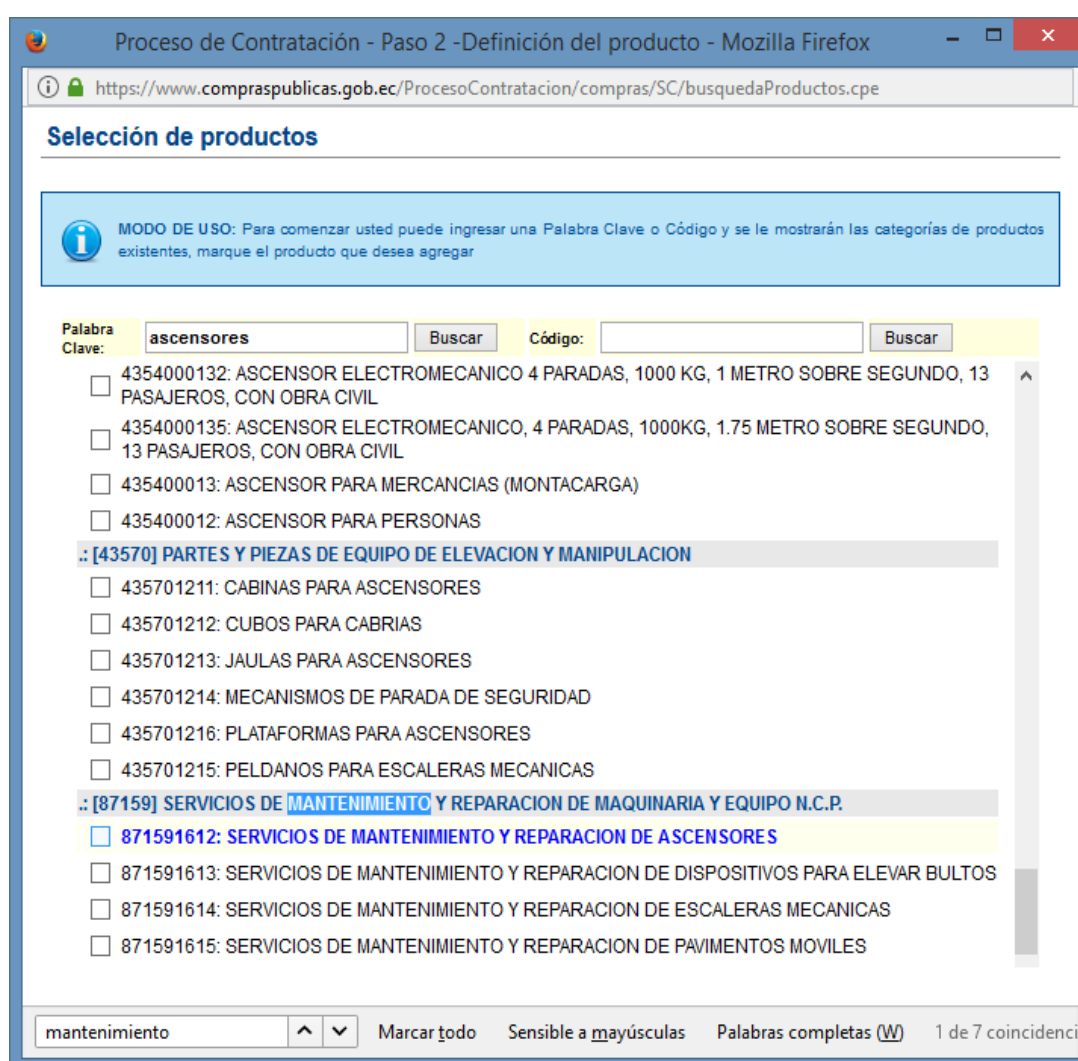 Proceso de Contratación - Paso 2 -Definición del producto - Mozilla Firefox
https://www.compraspublicas.gob.ec/ProcesoContratacion/compras/SC/busquedaProductos.cpe
Selección de productos
MODO DE USO: Para comenzar usted puede ingresar una Palabra Clave o Código y se le mostrarán las categorías de productos
existentes, marque el producto que desea agregar
Palabra Clave: ascensores Buscar Código: Buscar
4354000132: ASCENSOR ELECTROMECANICO 4 PARADAS, 1000 KG, 1 METRO SOBRE SEGUNDO, 13
PASAJEROS, CON OBRA CIVIL
4354000135: ASCENSOR ELECTROMECANICO, 4 PARADAS, 1000KG, 1.75 METRO SOBRE SEGUNDO,
13 PASAJEROS, CON OBRA CIVIL
435400013: ASCENSOR PARA MERCANCIAS (MONTACARGA)
435400012: ASCENSOR PARA PERSONAS
.: [43570] PARTES Y PIEZAS DE EQUIPO DE ELEVACION Y MANIPULACION
435701211: CABINAS PARA ASCENSORES
435701212: CUBOS PARA CABRIAS
435701213: JAULAS PARA ASCENSORES
435701214: MECANISMOS DE PARADA DE SEGURIDAD
435701216: PLATAFORMAS PARA ASCENSORES
435701215: PELDANOS PARA ESCALERAS MECANICAS
.: [87159] SERVICIOS DE MANTENIMIENTO Y REPARACION DE MAQUINARIA Y EQUIPO N.C.P.
871591612: SERVICIOS DE MANTENIMIENTO Y REPARACION DE ASCENSORES
871591613: SERVICIOS DE MANTENIMIENTO Y REPARACION DE DISPOSITIVOS PARA ELEVAR BULTOS
871591614: SERVICIOS DE MANTENIMIENTO Y REPARACION DE ESCALERAS MECANICAS
871591615: SERVICIOS DE MANTENIMIENTO Y REPARACION DE PAVIMENTOS MOVILES
mantenimiento Marcar todo Sensible a mayúsculas Palabras completas (W) 1 de 7 coincidenci